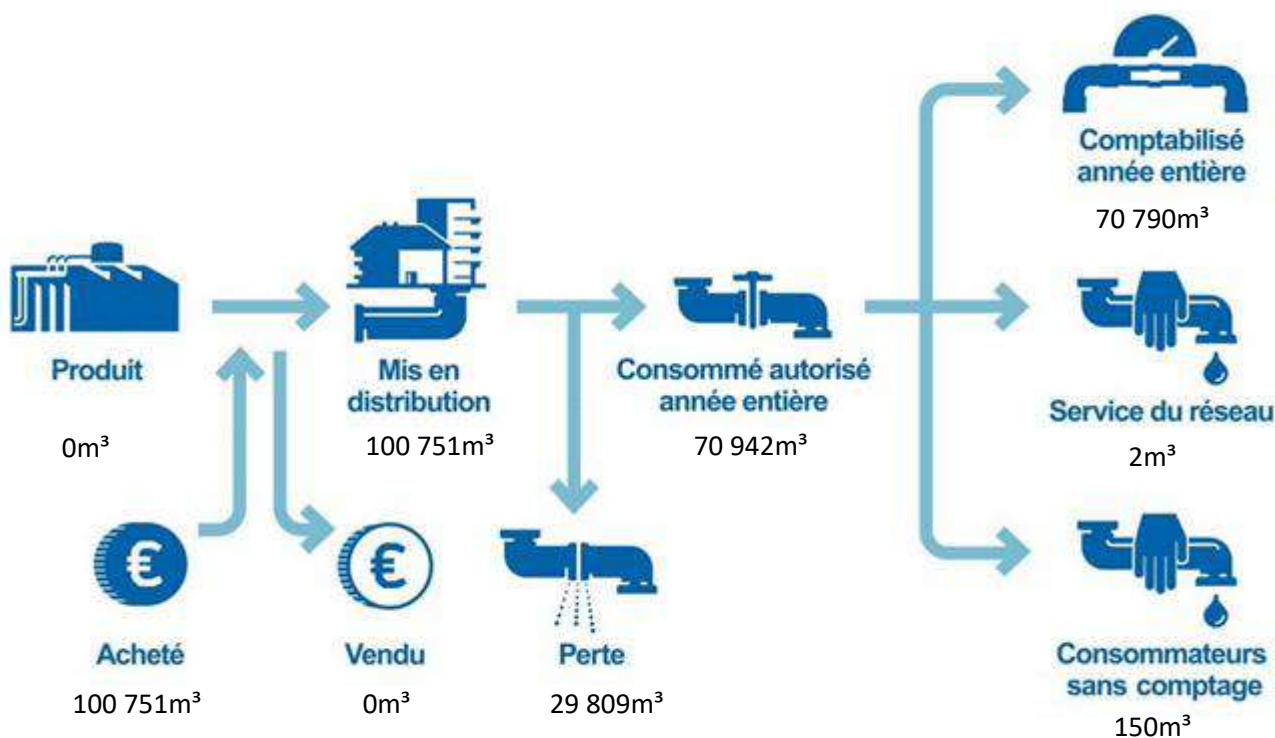 Comptabilisé
année entière
70 790m³
Produit
0m³
Mis en
distribution
100 751m³
Consommé autorisé
année entière
70 942m³
Service du réseau
2m³
€
Acheté
100 751m³
€
Vendu
0m³
Perte
29 809m³
Consommateurs
sans comptage
150m³